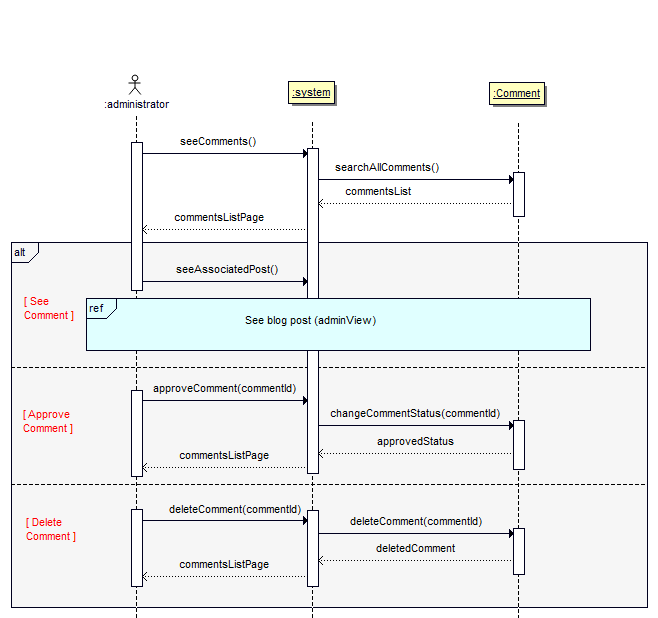 :administrator
:system
:Comment
seeComments()
searchAllComments()
commentsList
commentsListPage
alt
seeAssociatedPost()
[ See
Comment ]
ref
See blog post (adminView)
approveComment(commentId)
[ Approve
Comment ]
changeCommentStatus(commentId)
approvedStatus
commentsListPage
deleteComment(commentId)
[ Delete
Comment ]
deleteComment(commentId)
deletedComment
commentsListPage